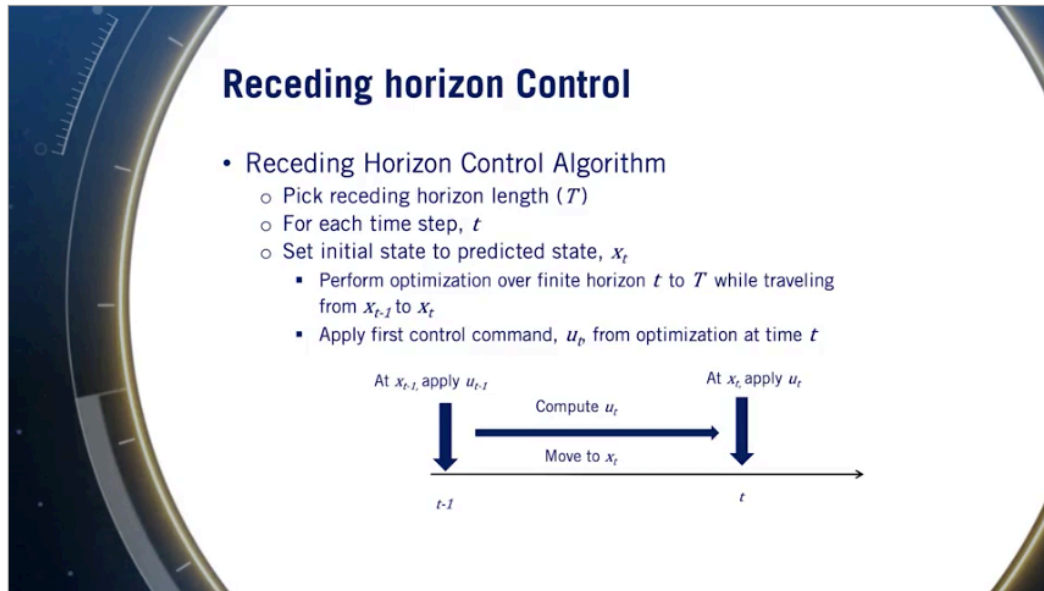 Receding horizon Control
• Receding Horizon Control Algorithm
o Pick receding horizon length (T)
o For each time step, t
o Set initial state to predicted state, xₜ
▪ Perform optimization over finite horizon t to T while traveling
from xₜ₋₁ to xₜ
▪ Apply first control command, uₜ, from optimization at time t
At xₜ₋₁, apply uₜ₋₁
At xₜ, apply uₜ
Compute uₜ
Move to xₜ
t-1
t